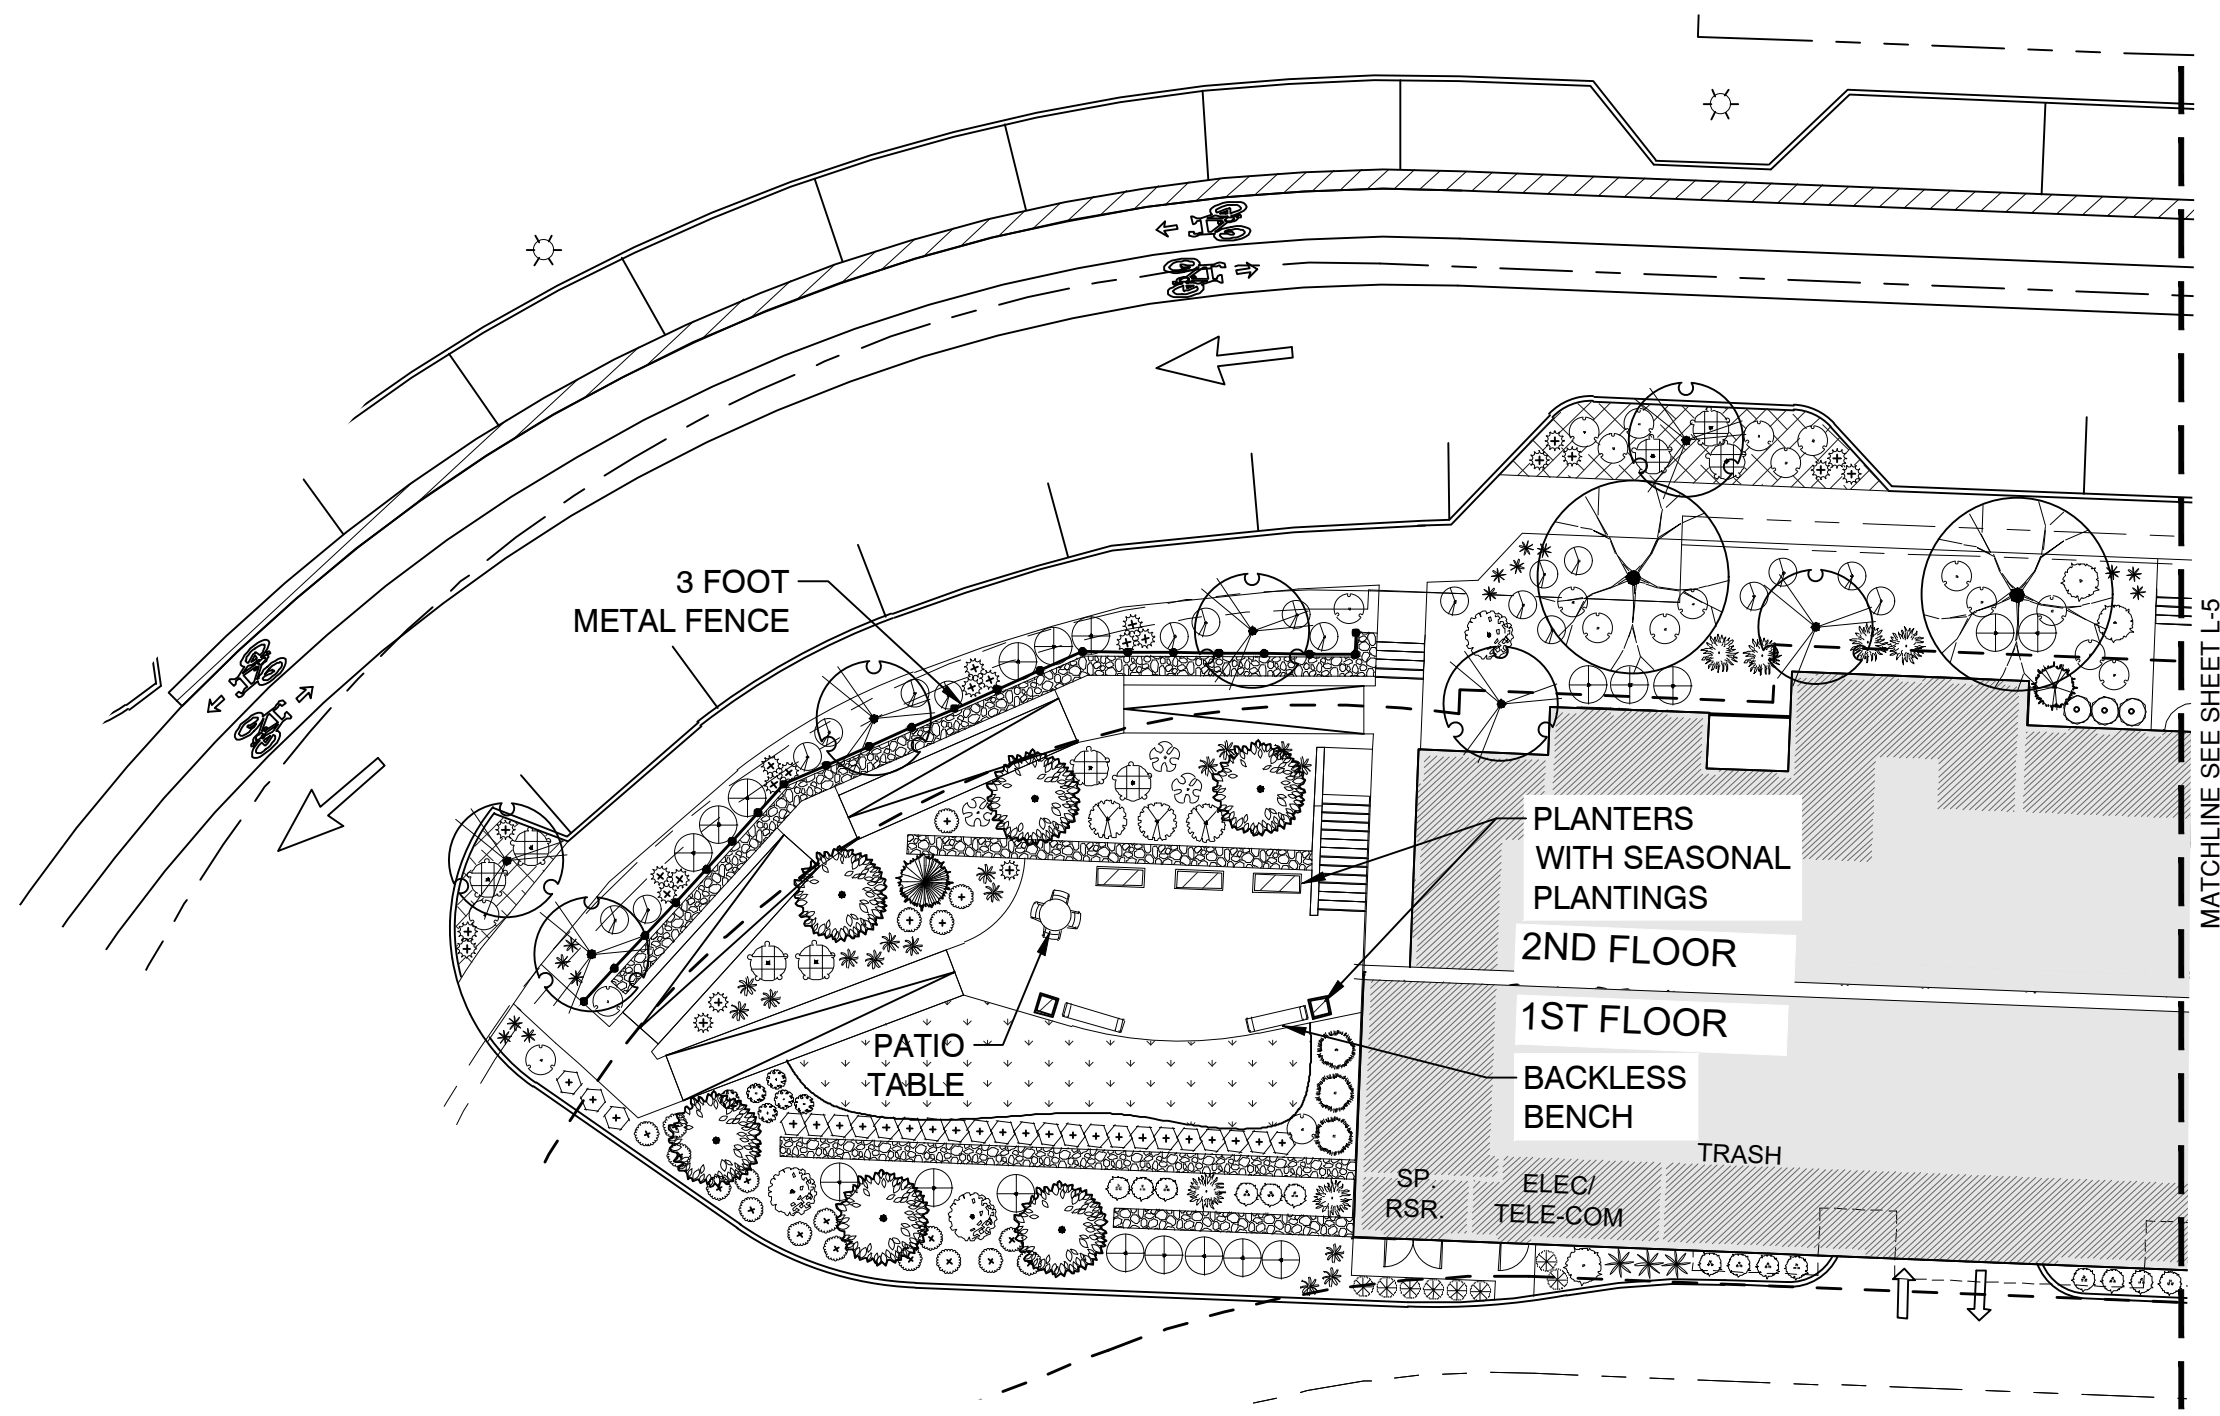 3 FOOT
METAL FENCE
PLANTERS
WITH SEASONAL
PLANTINGS
2ND FLOOR
1ST FLOOR
PATIO
TABLE
BACKLESS
BENCH
TRASH
SP.
RSR.
ELEC/
TELE-COM
MATCHLINE SEE SHEET L-5